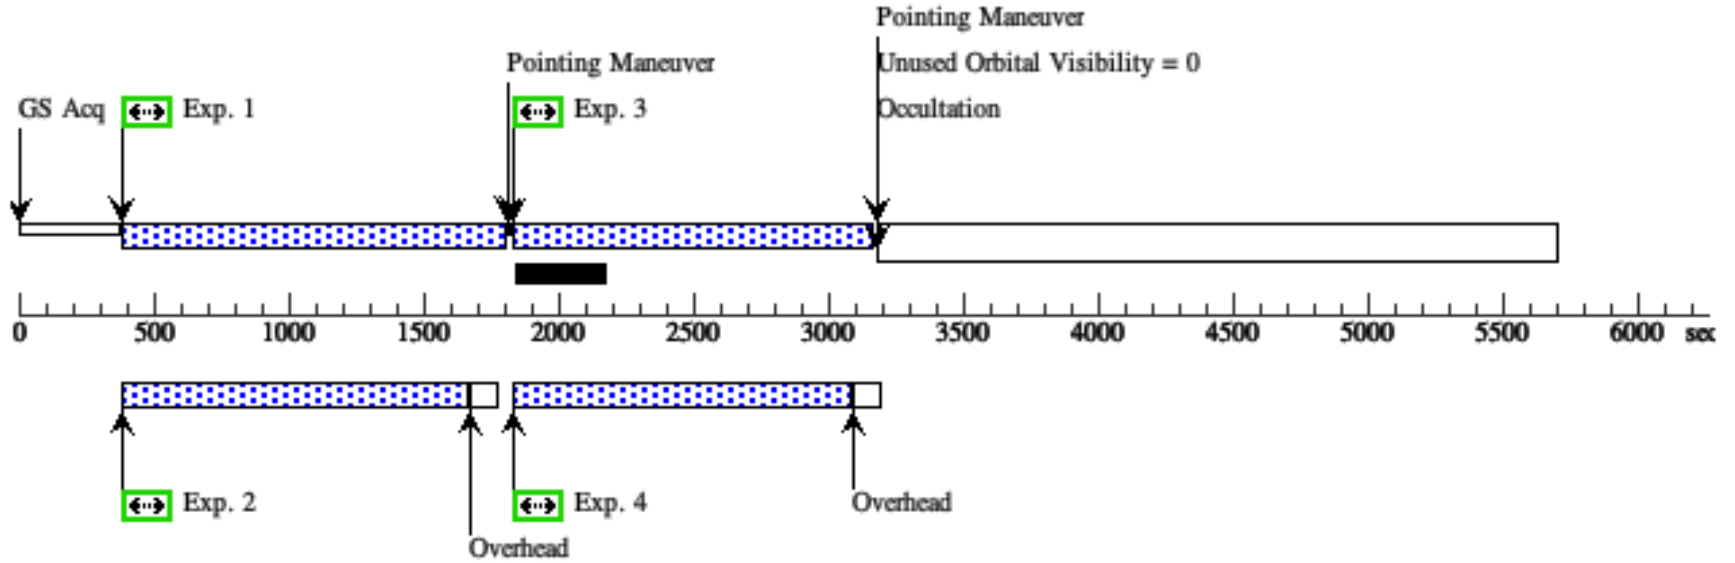 Pointing Maneuver
Pointing Maneuver
Unused Orbital Visibility = 0
GS Acq
Exp. 1
Exp. 3
Occultation
0 500 1000 1500 2000 2500 3000 3500 4000 4500 5000 5500 6000 sec
Exp. 2
Exp. 4
Overhead
Overhead